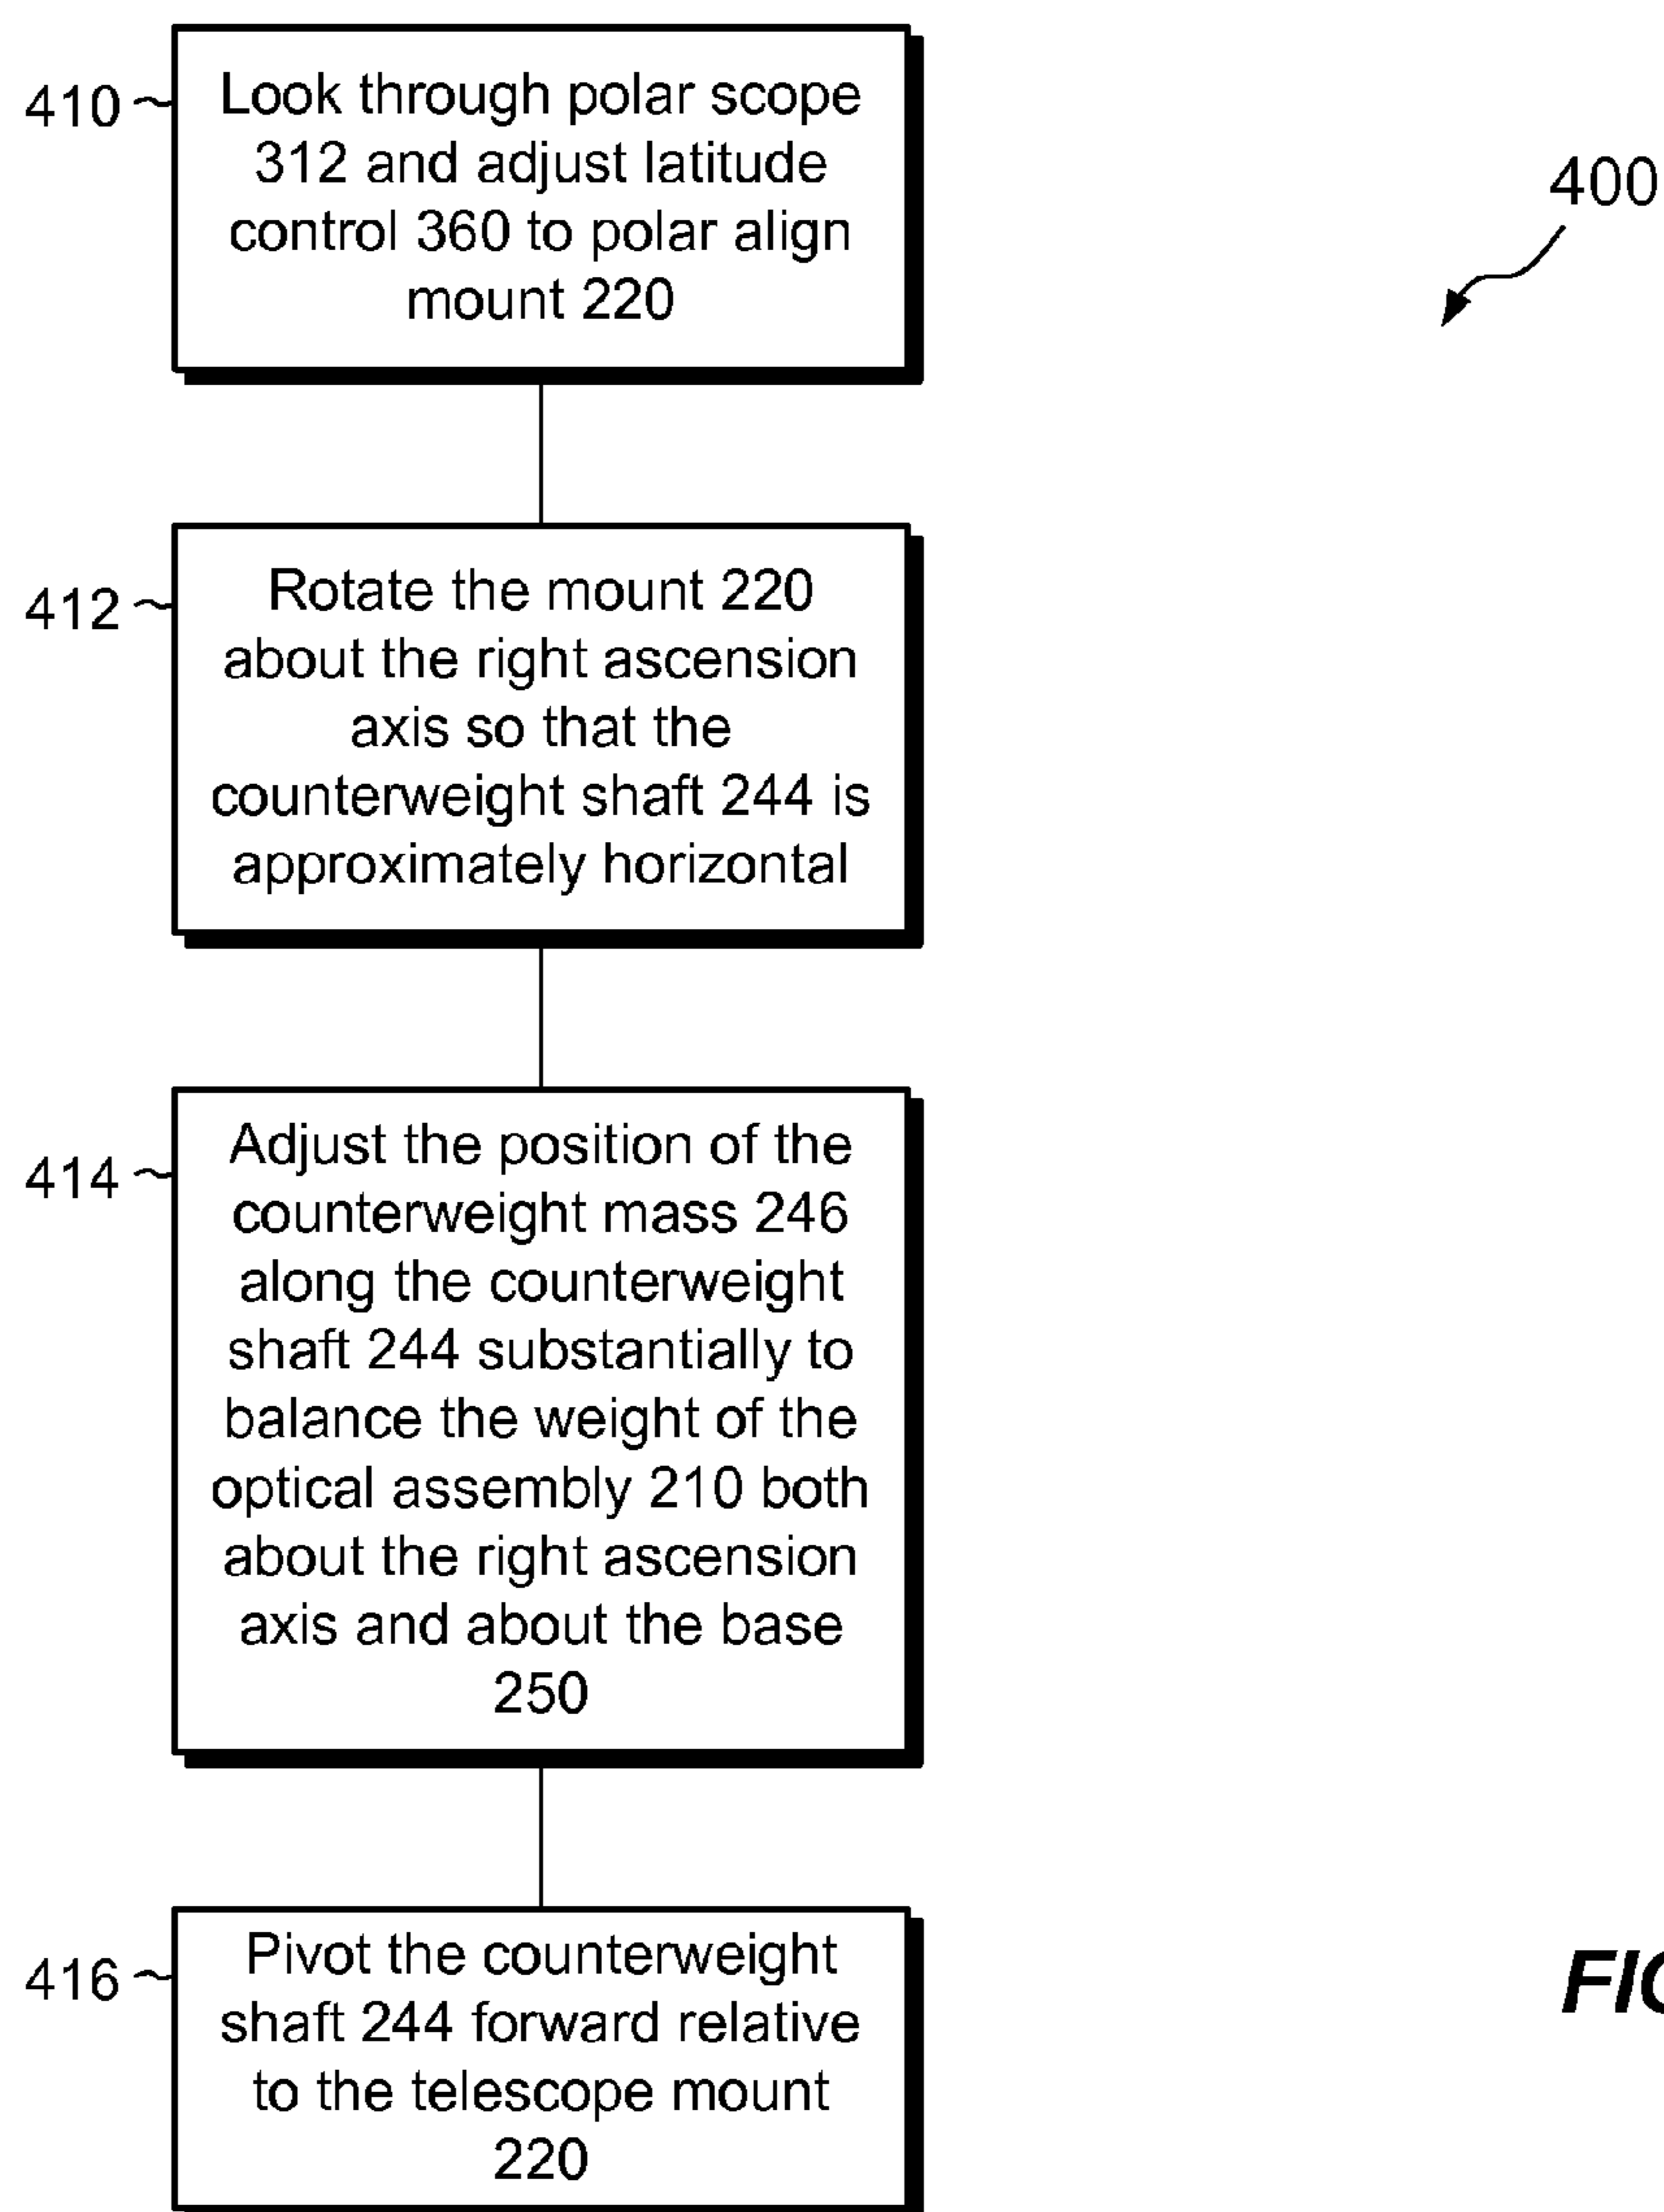 410
Look through polar scope
312 and adjust latitude
control 360 to polar align
mount 220
400
412
Rotate the mount 220
about the right ascension
axis so that the
counterweight shaft 244 is
approximately horizontal
414
Adjust the position of the
counterweight mass 246
along the counterweight
shaft 244 substantially to
balance the weight of the
optical assembly 210 both
about the right ascension
axis and about the base
250
416
Pivot the counterweight
shaft 244 forward relative
to the telescope mount
220